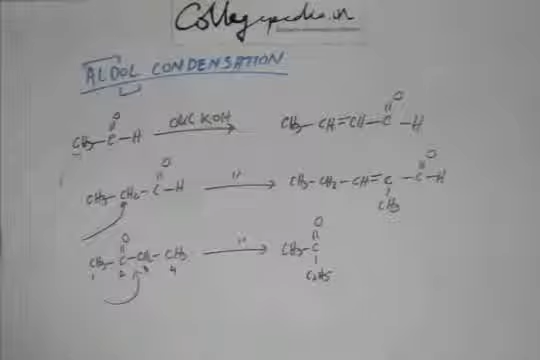 Collegepedia.in
ALDOL CONDENSATION
CH₃-C-H O dil KOH CH₃-CH=CH-C-H O
CH₃-CH₂-C-H O " CH₃-CH₂-CH=C-C-H O
CH₃
CH₃-C-CH₂-CH₃ O " CH₃-C O
1 2 3 4 C₂H₅